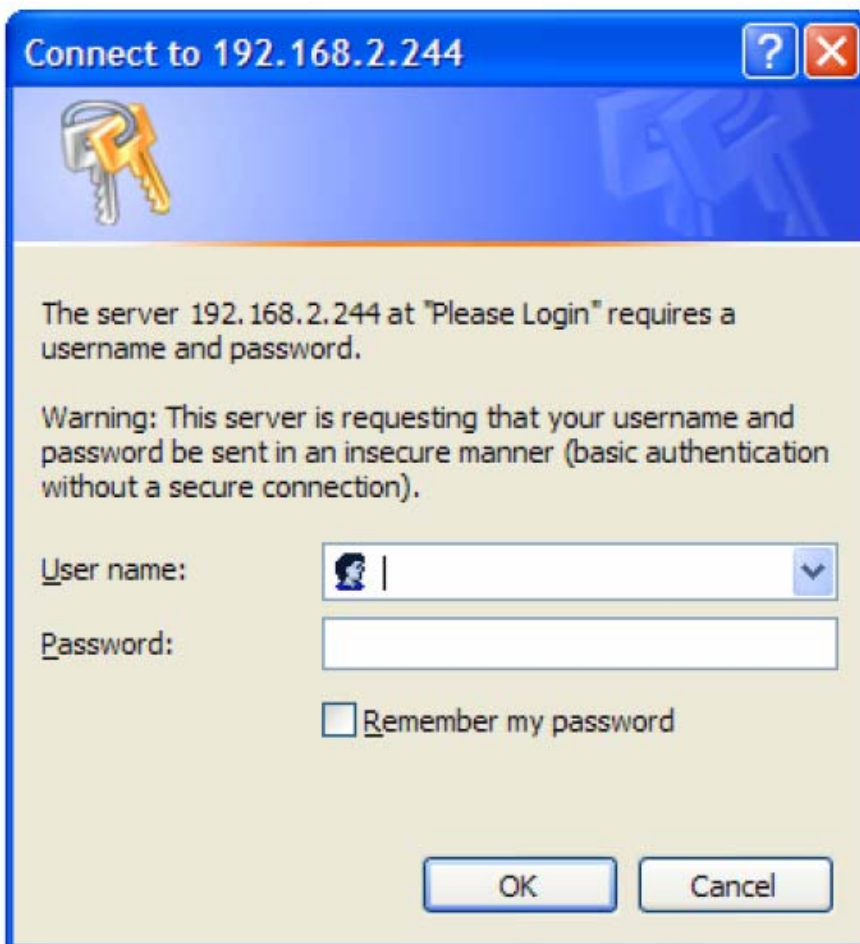 Connect to 192.168.2.244
The server 192.168.2.244 at "Please Login" requires a
username and password.
Warning: This server is requesting that your username and
password be sent in an insecure manner (basic authentication
without a secure connection).
User name:
Password:
Remember my password
OK
Cancel